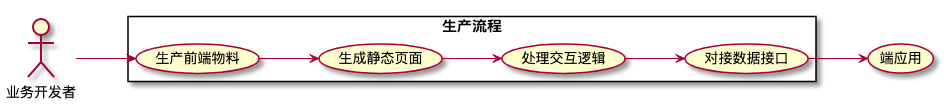 生产流程
业务开发者
生产前端物料
生成静态页面
处理交互逻辑
对接数据接口
端应用